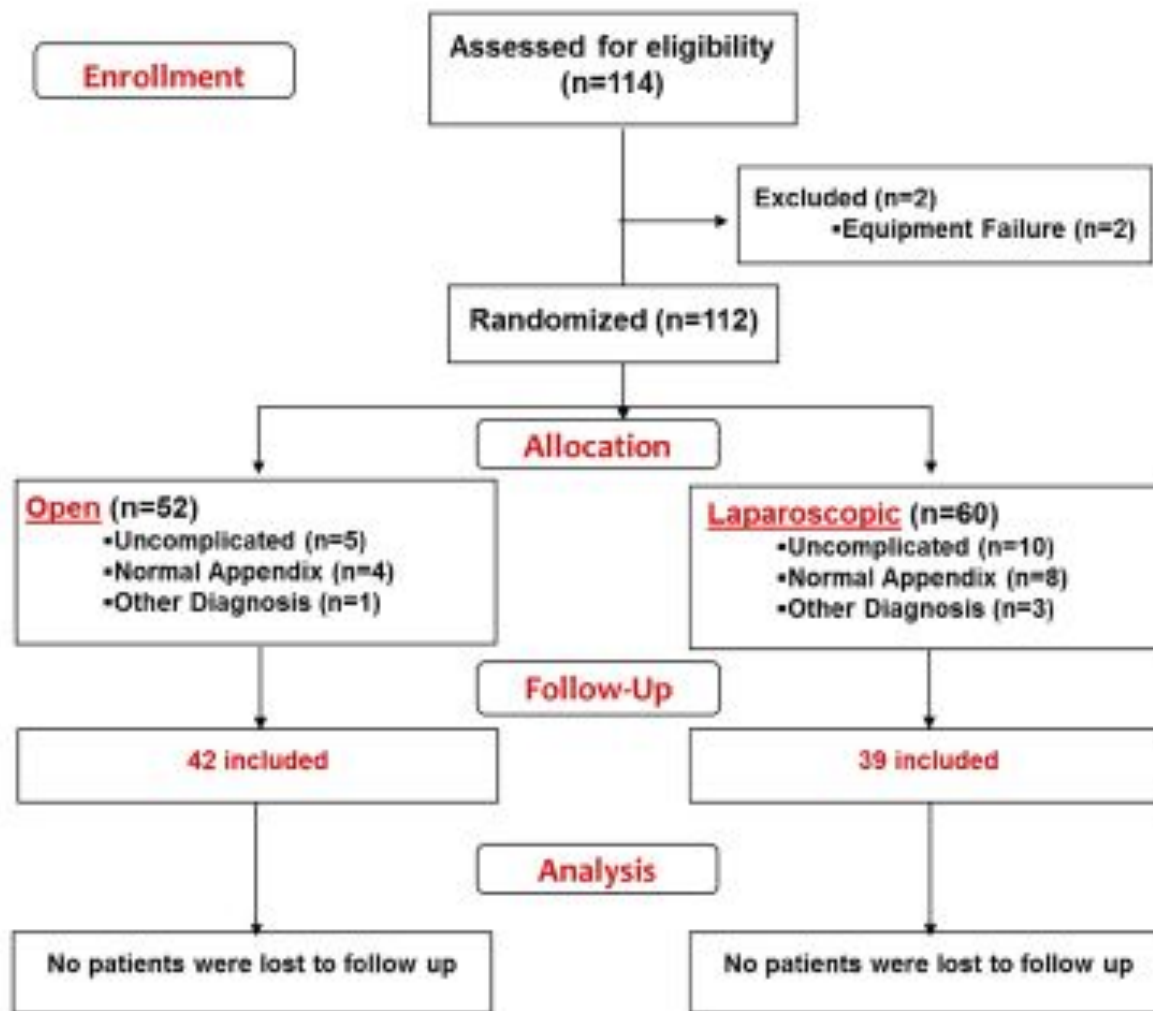 Enrollment
Assessed for eligibility
(n=114)
Excluded (n=2)
▪Equipment Failure (n=2)
Randomized (n=112)
Allocation
Open (n=52)
▪Uncomplicated (n=5)
▪Normal Appendix (n=4)
▪Other Diagnosis (n=1)
Laparoscopic (n=60)
▪Uncomplicated (n=10)
▪Normal Appendix (n=8)
▪Other Diagnosis (n=3)
Follow-Up
42 included
39 included
Analysis
No patients were lost to follow up
No patients were lost to follow up